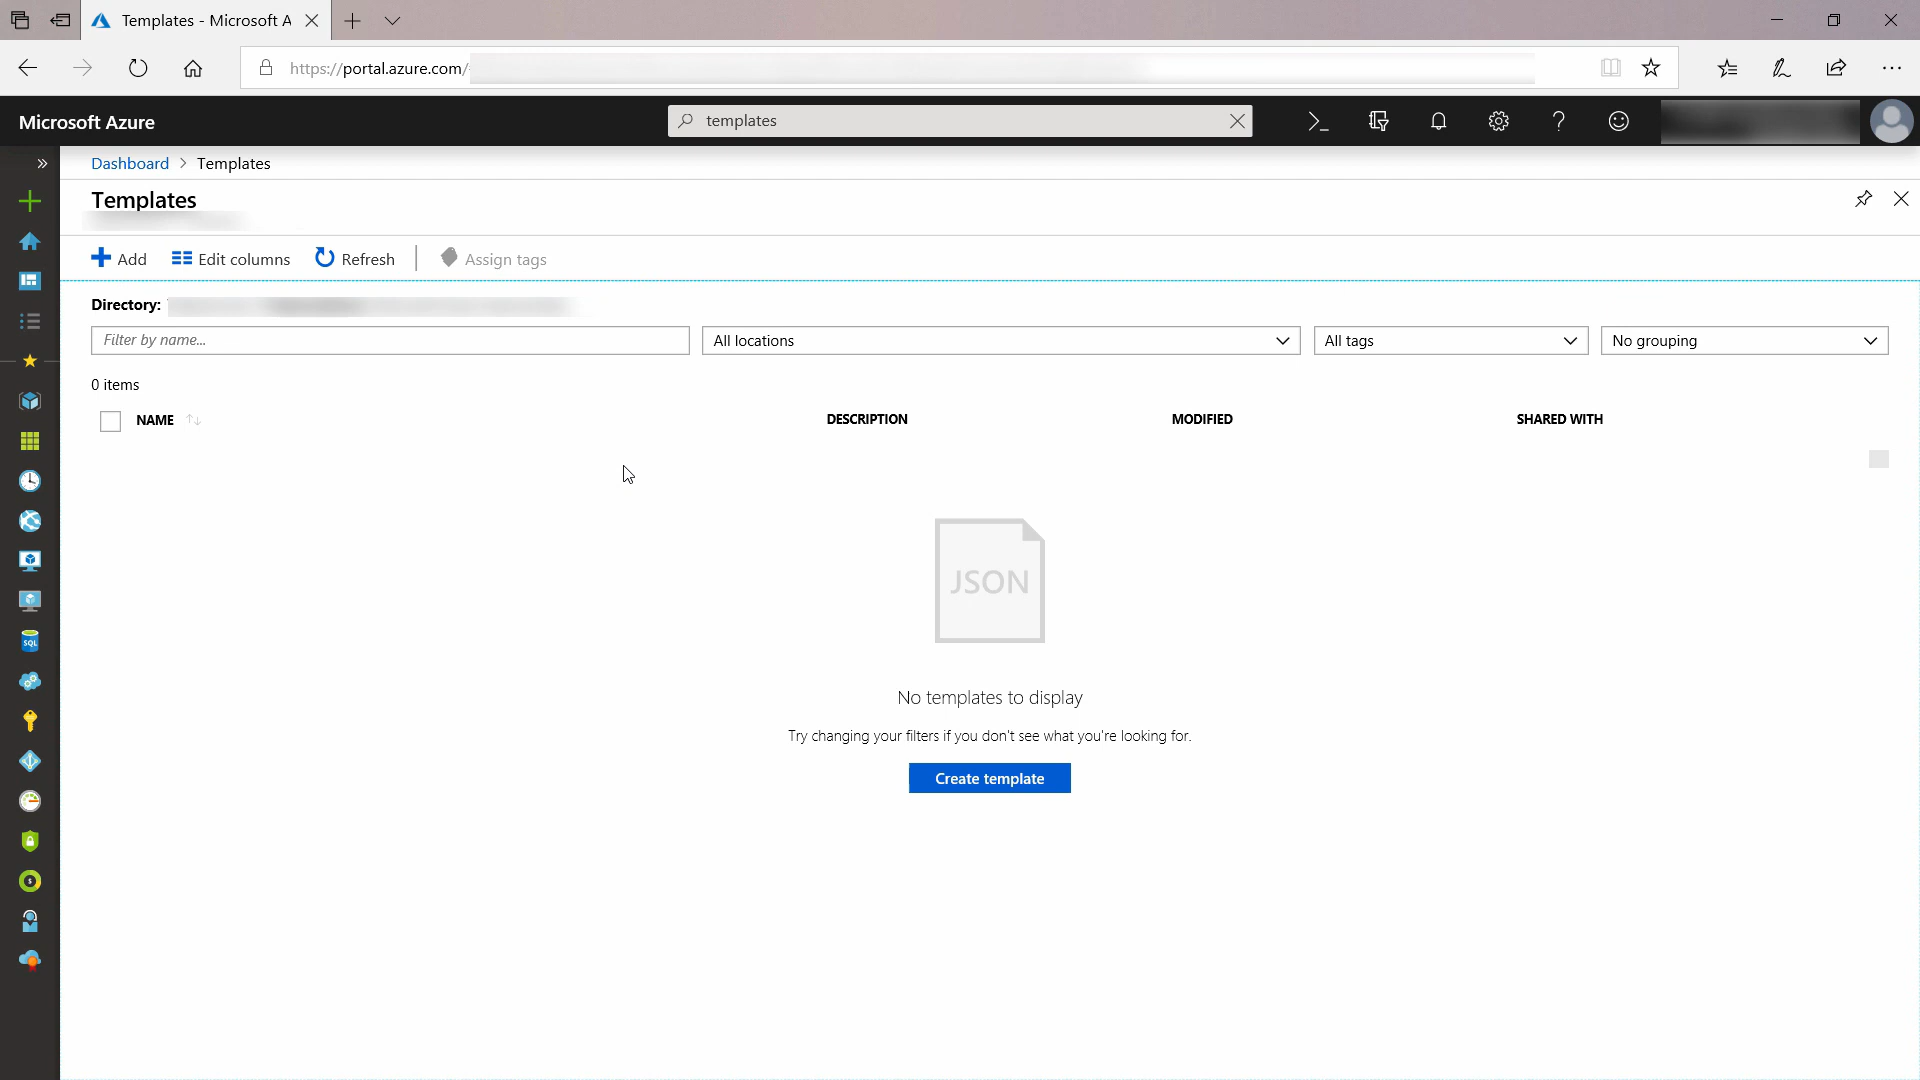 Templates - Microsoft A
https://portal.azure.com/
Microsoft Azure
templates
Dashboard > Templates
Templates
Add
Edit columns
Refresh
Assign tags
Directory:
Filter by name...
All locations
All tags
No grouping
0 items
NAME
DESCRIPTION
MODIFIED
SHARED WITH
JSON
SQL
No templates to display
Try changing your filters if you don't see what you're looking for.
Create template